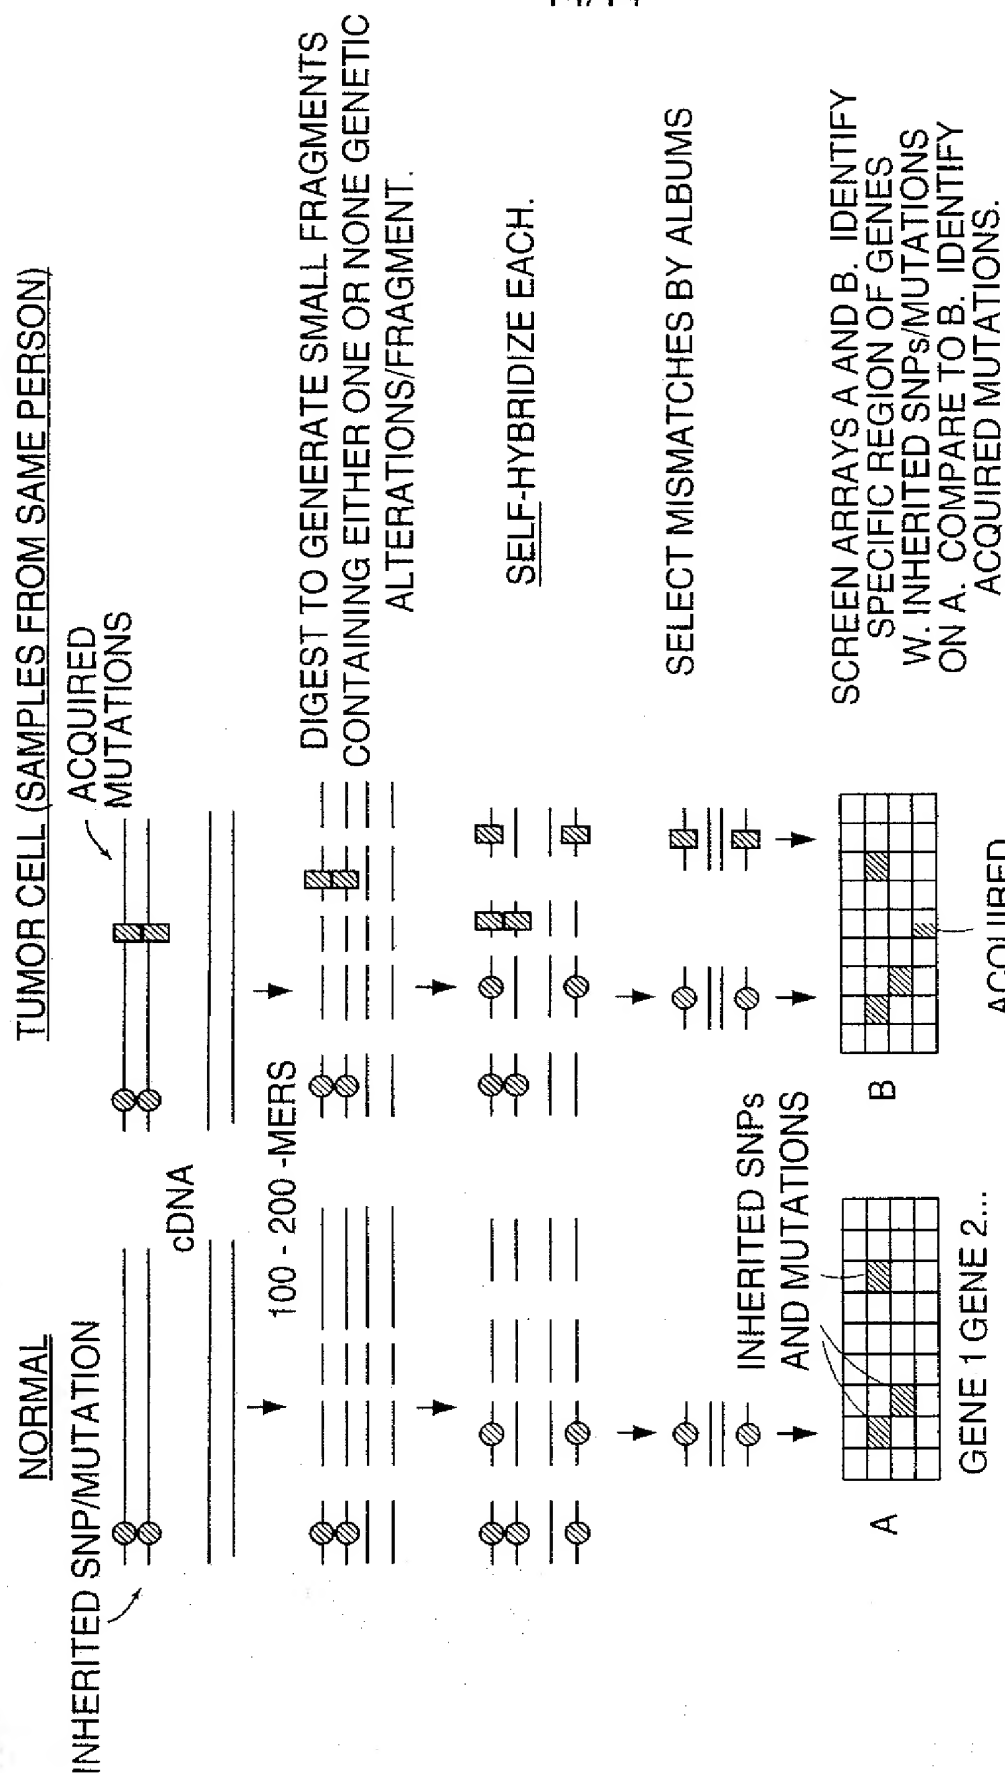 NORMAL
TUMOR CELL (SAMPLES FROM SAME PERSON)
INHERITED SNP/MUTATION
ACQUIRED
MUTATIONS
cDNA
100 - 200 -MERS
DIGEST TO GENERATE SMALL FRAGMENTS
CONTAINING EITHER ONE OR NONE GENETIC
ALTERATIONS/FRAGMENT.
SELF-HYBRIDIZE EACH.
SELECT MISMATCHES BY ALBUMS
INHERITED SNPs
AND MUTATIONS
SCREEN ARRAYS A AND B. IDENTIFY
SPECIFIC REGION OF GENES
W. INHERITED SNPs/MUTATIONS
ON A. COMPARE TO B. IDENTIFY
ACQUIRED MUTATIONS.
A
B
GENE 1 GENE 2...
ACQUIRED